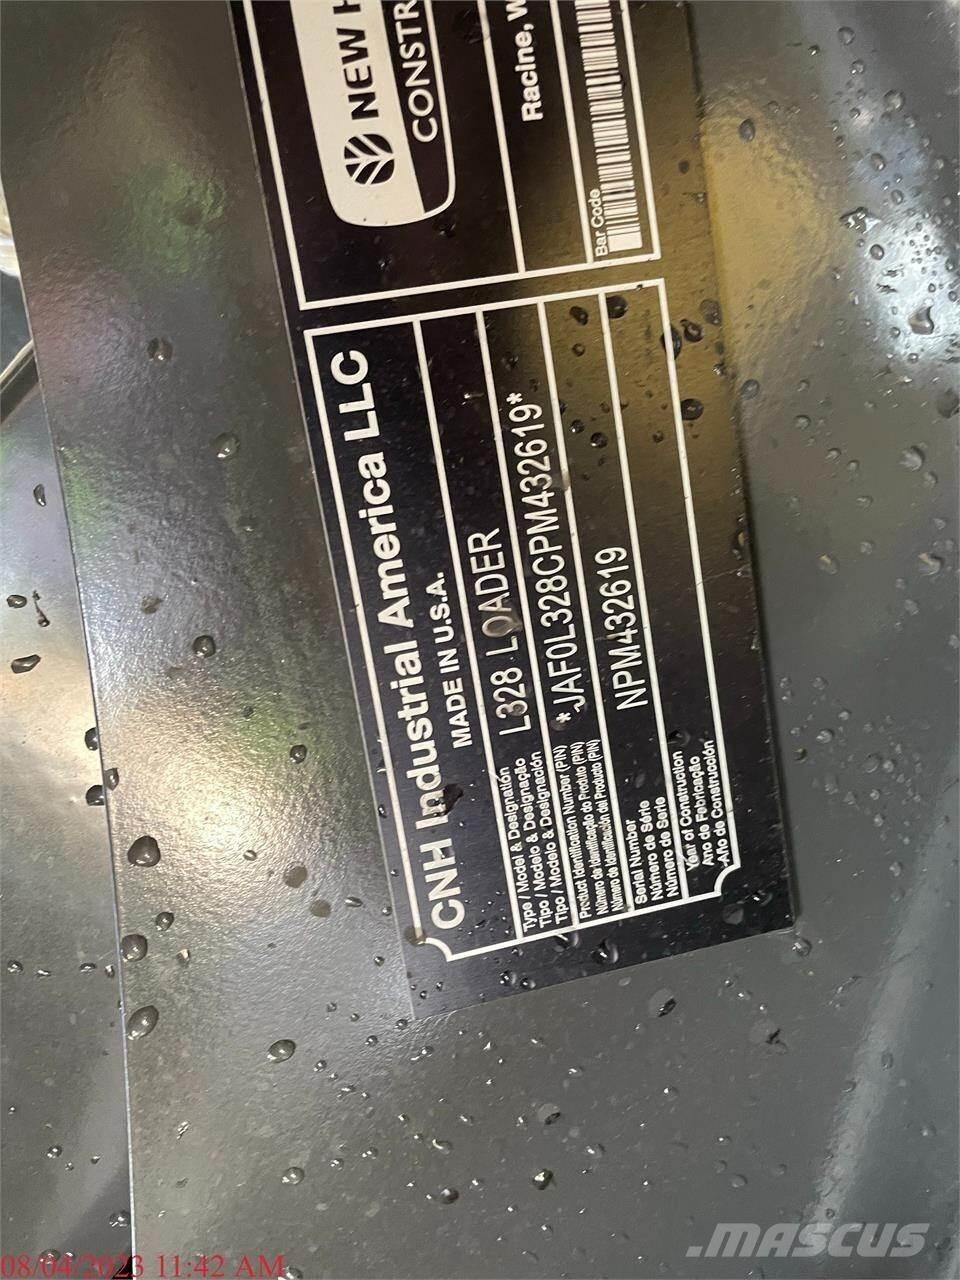 NEW H
CONSTR
Racine, W
Bar Code
CNH Industrial America LLC
MADE IN U.S.A.
Type / Model & Designation
Tipo / Modelo & Designação
Tipo / Modelo & Designación
L328 LOADER
Product Identification Number (PIN)
Número de Identificação do Produto (PIN)
Número de Identificación del Producto (PIN)
*JAF0L328CPM432619*
Serial Number
Número de Série
Número de Serie
NPM432619
Year of Construction
Ano de Fabricação
Año de Construcción
08/04/2023 11:42 AM
.MASCUS